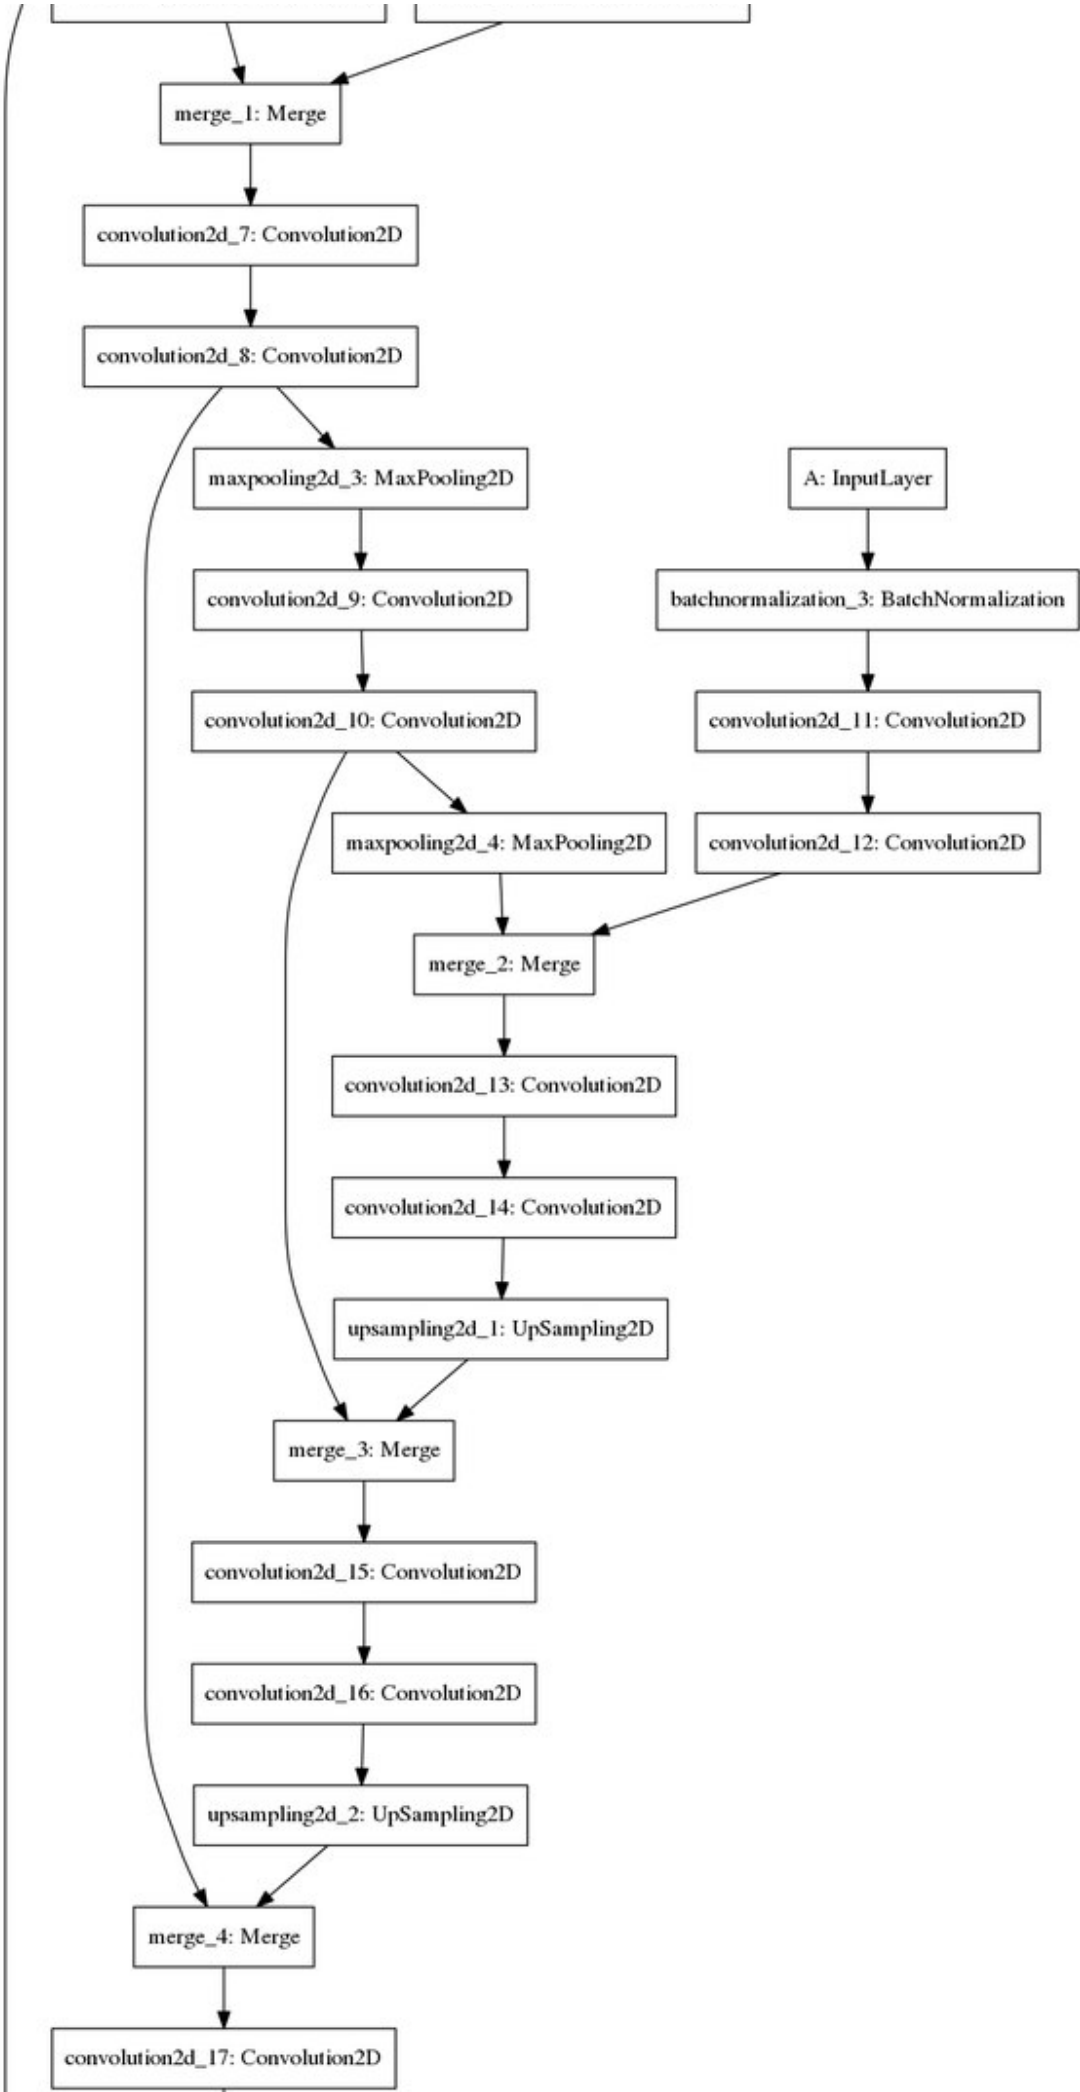 merge_1: Merge
convolution2d_7: Convolution2D
convolution2d_8: Convolution2D
maxpooling2d_3: MaxPooling2D
A: InputLayer
convolution2d_9: Convolution2D
batchnormalization_3: BatchNormalization
convolution2d_10: Convolution2D
convolution2d_11: Convolution2D
maxpooling2d_4: MaxPooling2D
convolution2d_12: Convolution2D
merge_2: Merge
convolution2d_13: Convolution2D
convolution2d_14: Convolution2D
upsampling2d_1: UpSampling2D
merge_3: Merge
convolution2d_15: Convolution2D
convolution2d_16: Convolution2D
upsampling2d_2: UpSampling2D
merge_4: Merge
convolution2d_17: Convolution2D